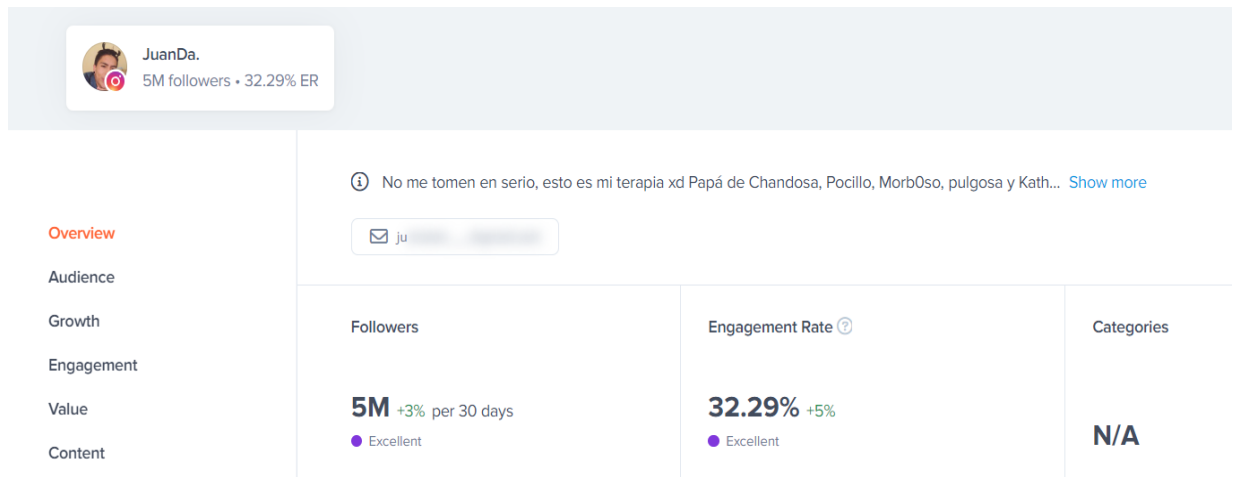 JuanDa.
5M followers • 32.29% ER
No me tomen en serio, esto es mi terapia xd Papá de Chandosa, Pocillo, Morb0so, pulgosa y Kath... Show more
ju
Overview
Audience
Growth
Engagement
Value
Content
Followers
5M +3% per 30 days
Excellent
Engagement Rate ?
32.29% +5%
Excellent
Categories
N/A